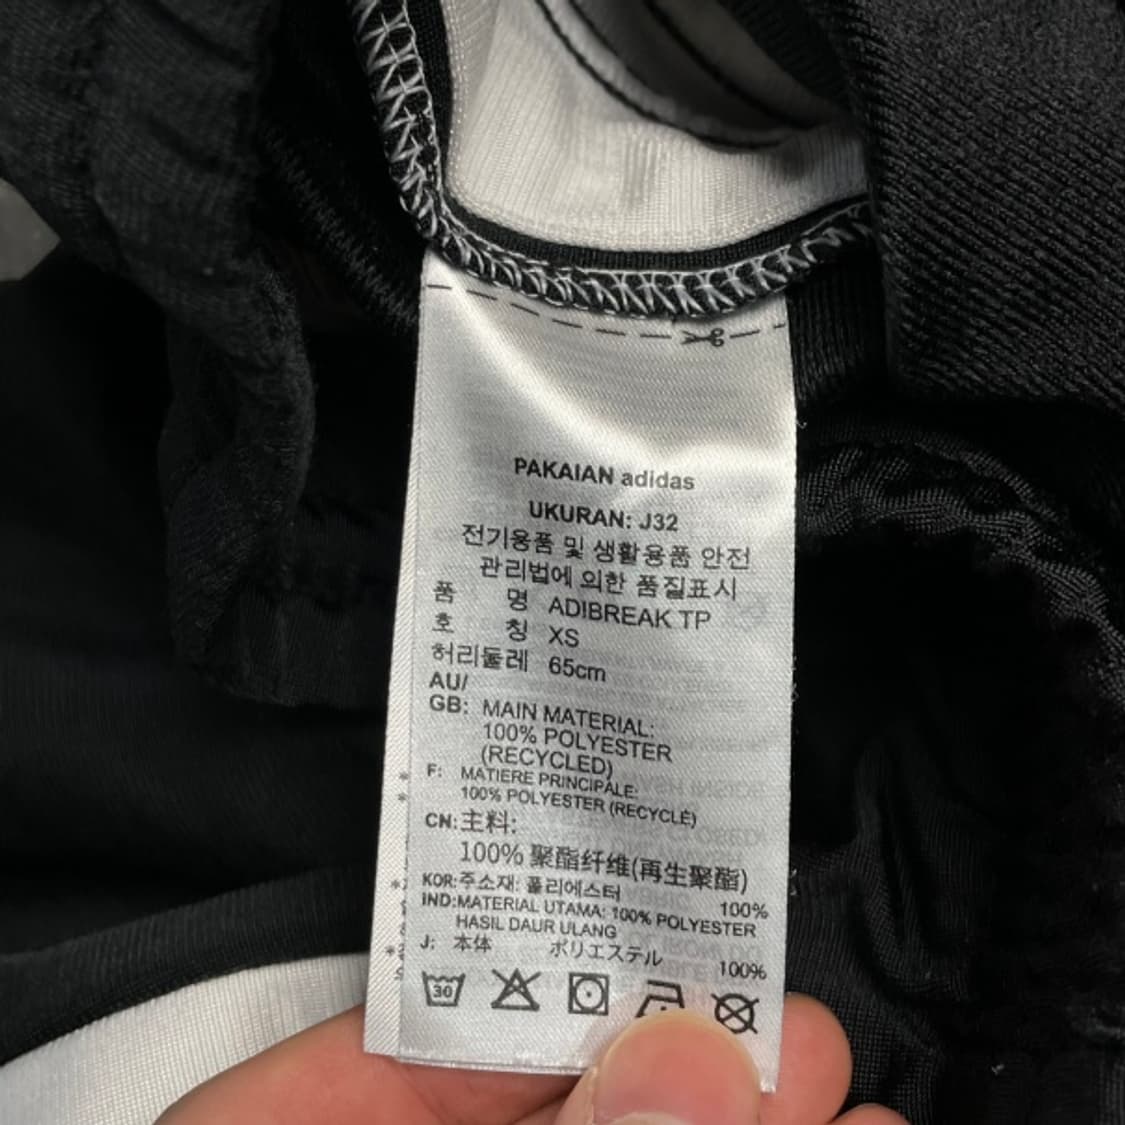 PAKAIAN adidas
UKURAN: J32
전기용품 및 생활용품 안전
관리법에 의한 품질표시
품 명 ADIBREAK TP
호 칭 XS
허리둘레 65cm
AU/
GB: MAIN MATERIAL:
100% POLYESTER
(RECYCLED)
F: MATIERE PRINCIPALE:
100% POLYESTER (RECYCLÉ)
CN:主料:
100% 聚酯纤维(再生聚酯)
KOR:주소재: 폴리에스터 100%
IND:MATERIAL UTAMA: 100% POLYESTER
HASIL DAUR ULANG
J: 本体 ポリエステル 100%
30